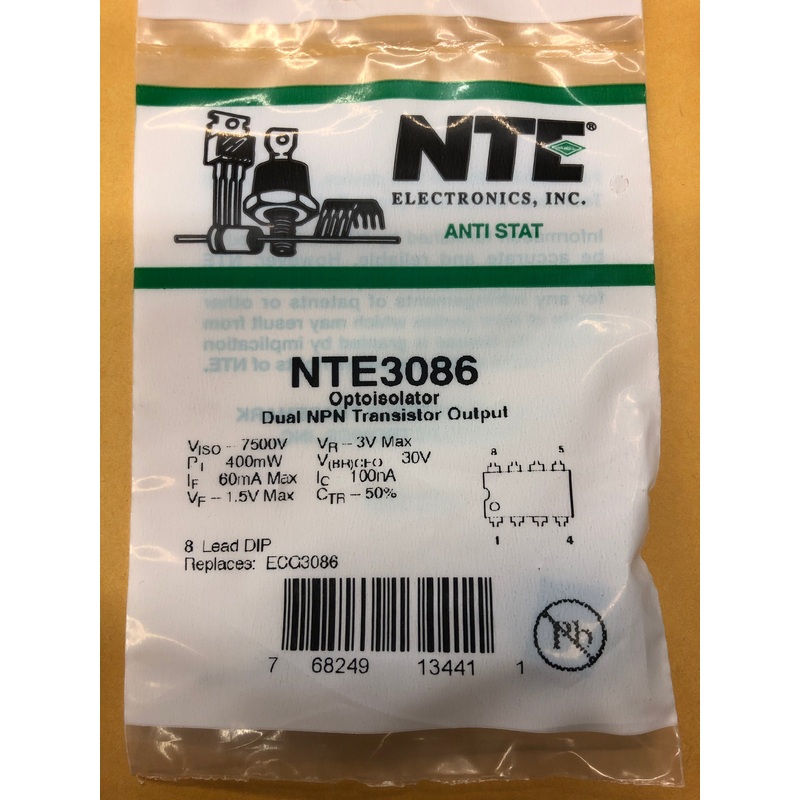 NTE®
ELECTRONICS, INC.
ANTI STAT
NTE3086
Optoisolator
Dual NPN Transistor Output
VISO – 7500V VR – 3V Max
PT 400mW V(BR)CEO 30V
IF 60mA Max IC 100nA
VF – 1.5V Max CTR – 50%
8 5
1 4
8 Lead DIP
Replaces: ECG3086
7 68249 13441 1
Pb